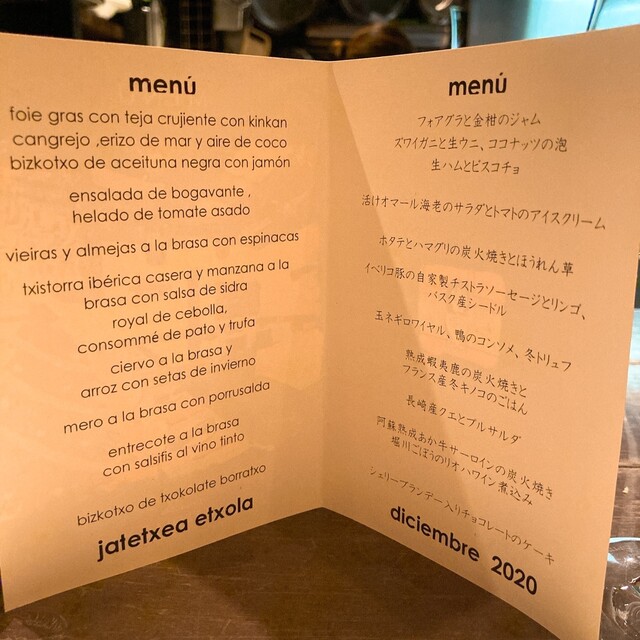 menú
foie gras con teja crujiente con kinkan
cangrejo ,erizo de mar y aire de coco
bizkotxo de aceituna negra con jamón
ensalada de bogavante ,
helado de tomate asado
vieiras y almejas a la brasa con espinacas
txistorra ibérica casera y manzana a la
brasa con salsa de sidra
royal de cebolla,
consommé de pato y trufa
ciervo a la brasa y
arroz con setas de invierno
mero a la brasa con porrusalda
entrecote a la brasa
con salsifis al vino tinto
bizkotxo de txokolate borratxo
jatetxea etxola
menú
フォアグラと金柑のジャム
ズワイガニと生ウニ、ココナッツの泡
生ハムとビスコチョ
活けオマール海老のサラダとトマトのアイスクリーム
ホタテとハマグリの炭火焼きとほうれん草
イベリコ豚の自家製チストラソーセージとリンゴ、
バスク産シードル
玉ネギロワイヤル、鴨のコンソメ、冬トリュフ
熟成蝦夷鹿の炭火焼きと
フランス産冬キノコのごはん
長崎産クエとプルサルダ
阿蘇熟成あか牛サーロインの炭火焼き
堀川ごぼうのリオハワイン煮込み
シェリーブランデー入りチョコレートのケーキ
diciembre 2020